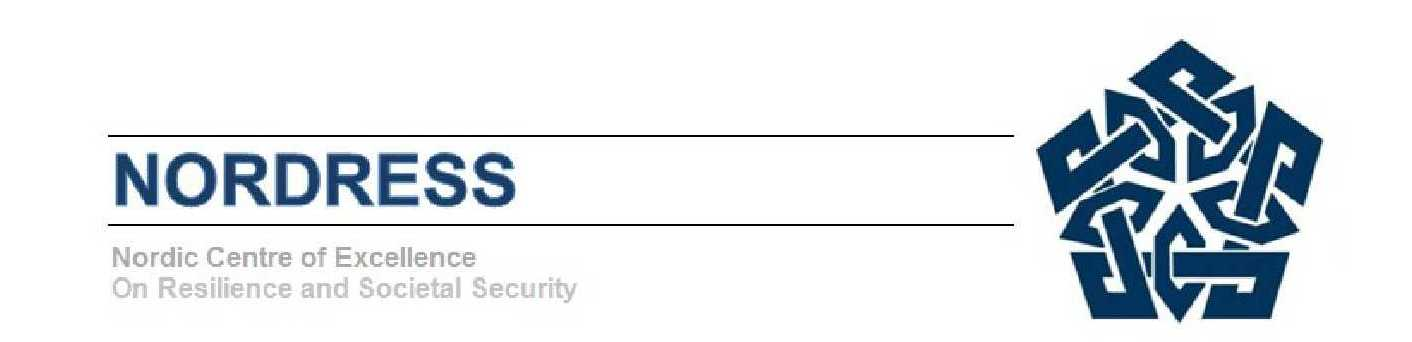 NORDRESS
Nordic Centre of Excellence
On Resilience and Societal Security